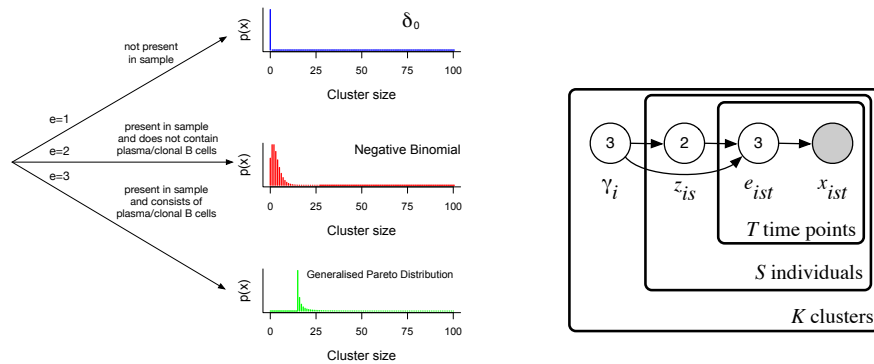 δ₀
p(x)
0 25 50 75 100
Cluster size
not present
in sample
e=1
present in sample
and does not contain
plasma/clonal B cells
e=2
Negative Binomial
p(x)
0 25 50 75 100
Cluster size
e=3
present in sample
and consists of
plasma/clonal B cells
Generalised Pareto Distribution
p(x)
0 25 50 75 100
Cluster size
3 2 3
γᵢ zᵢₛ eᵢₛₜ xᵢₛₜ
T time points
S individuals
K clusters